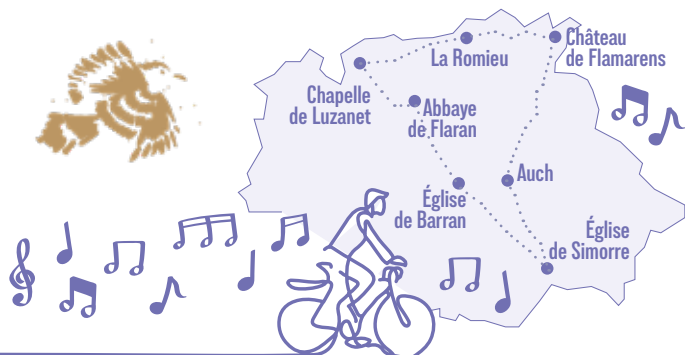 Château
de Flamarens
La Romieu
Chapelle
de Luzanet
Abbaye
de Flaran
Auch
Église
de Barran
Église
de Simorre